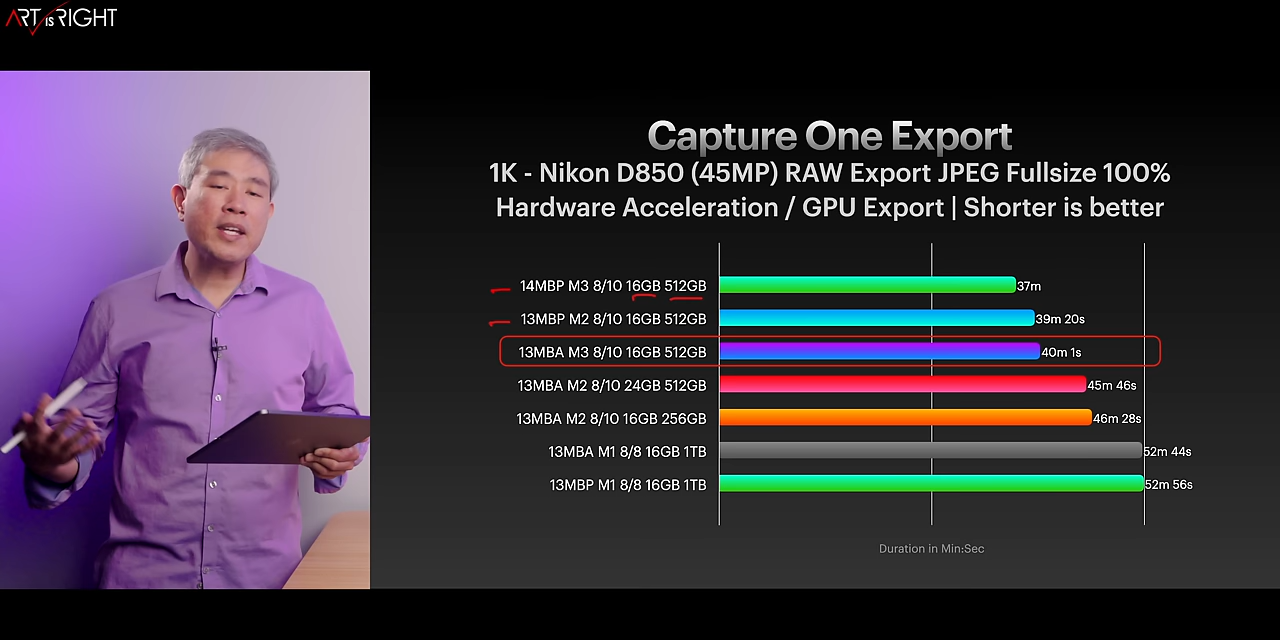 ART IS RIGHT
Capture One Export
1K - Nikon D850 (45MP) RAW Export JPEG Fullsize 100%
Hardware Acceleration / GPU Export | Shorter is better
14MBP M3 8/10 16GB 512GB 37m
13MBP M2 8/10 16GB 512GB 39m 20s
13MBA M3 8/10 16GB 512GB 40m 1s
13MBA M2 8/10 24GB 512GB 45m 46s
13MBA M2 8/10 16GB 256GB 46m 28s
13MBA M1 8/8 16GB 1TB 52m 44s
13MBP M1 8/8 16GB 1TB 52m 56s
Duration in Min:Sec